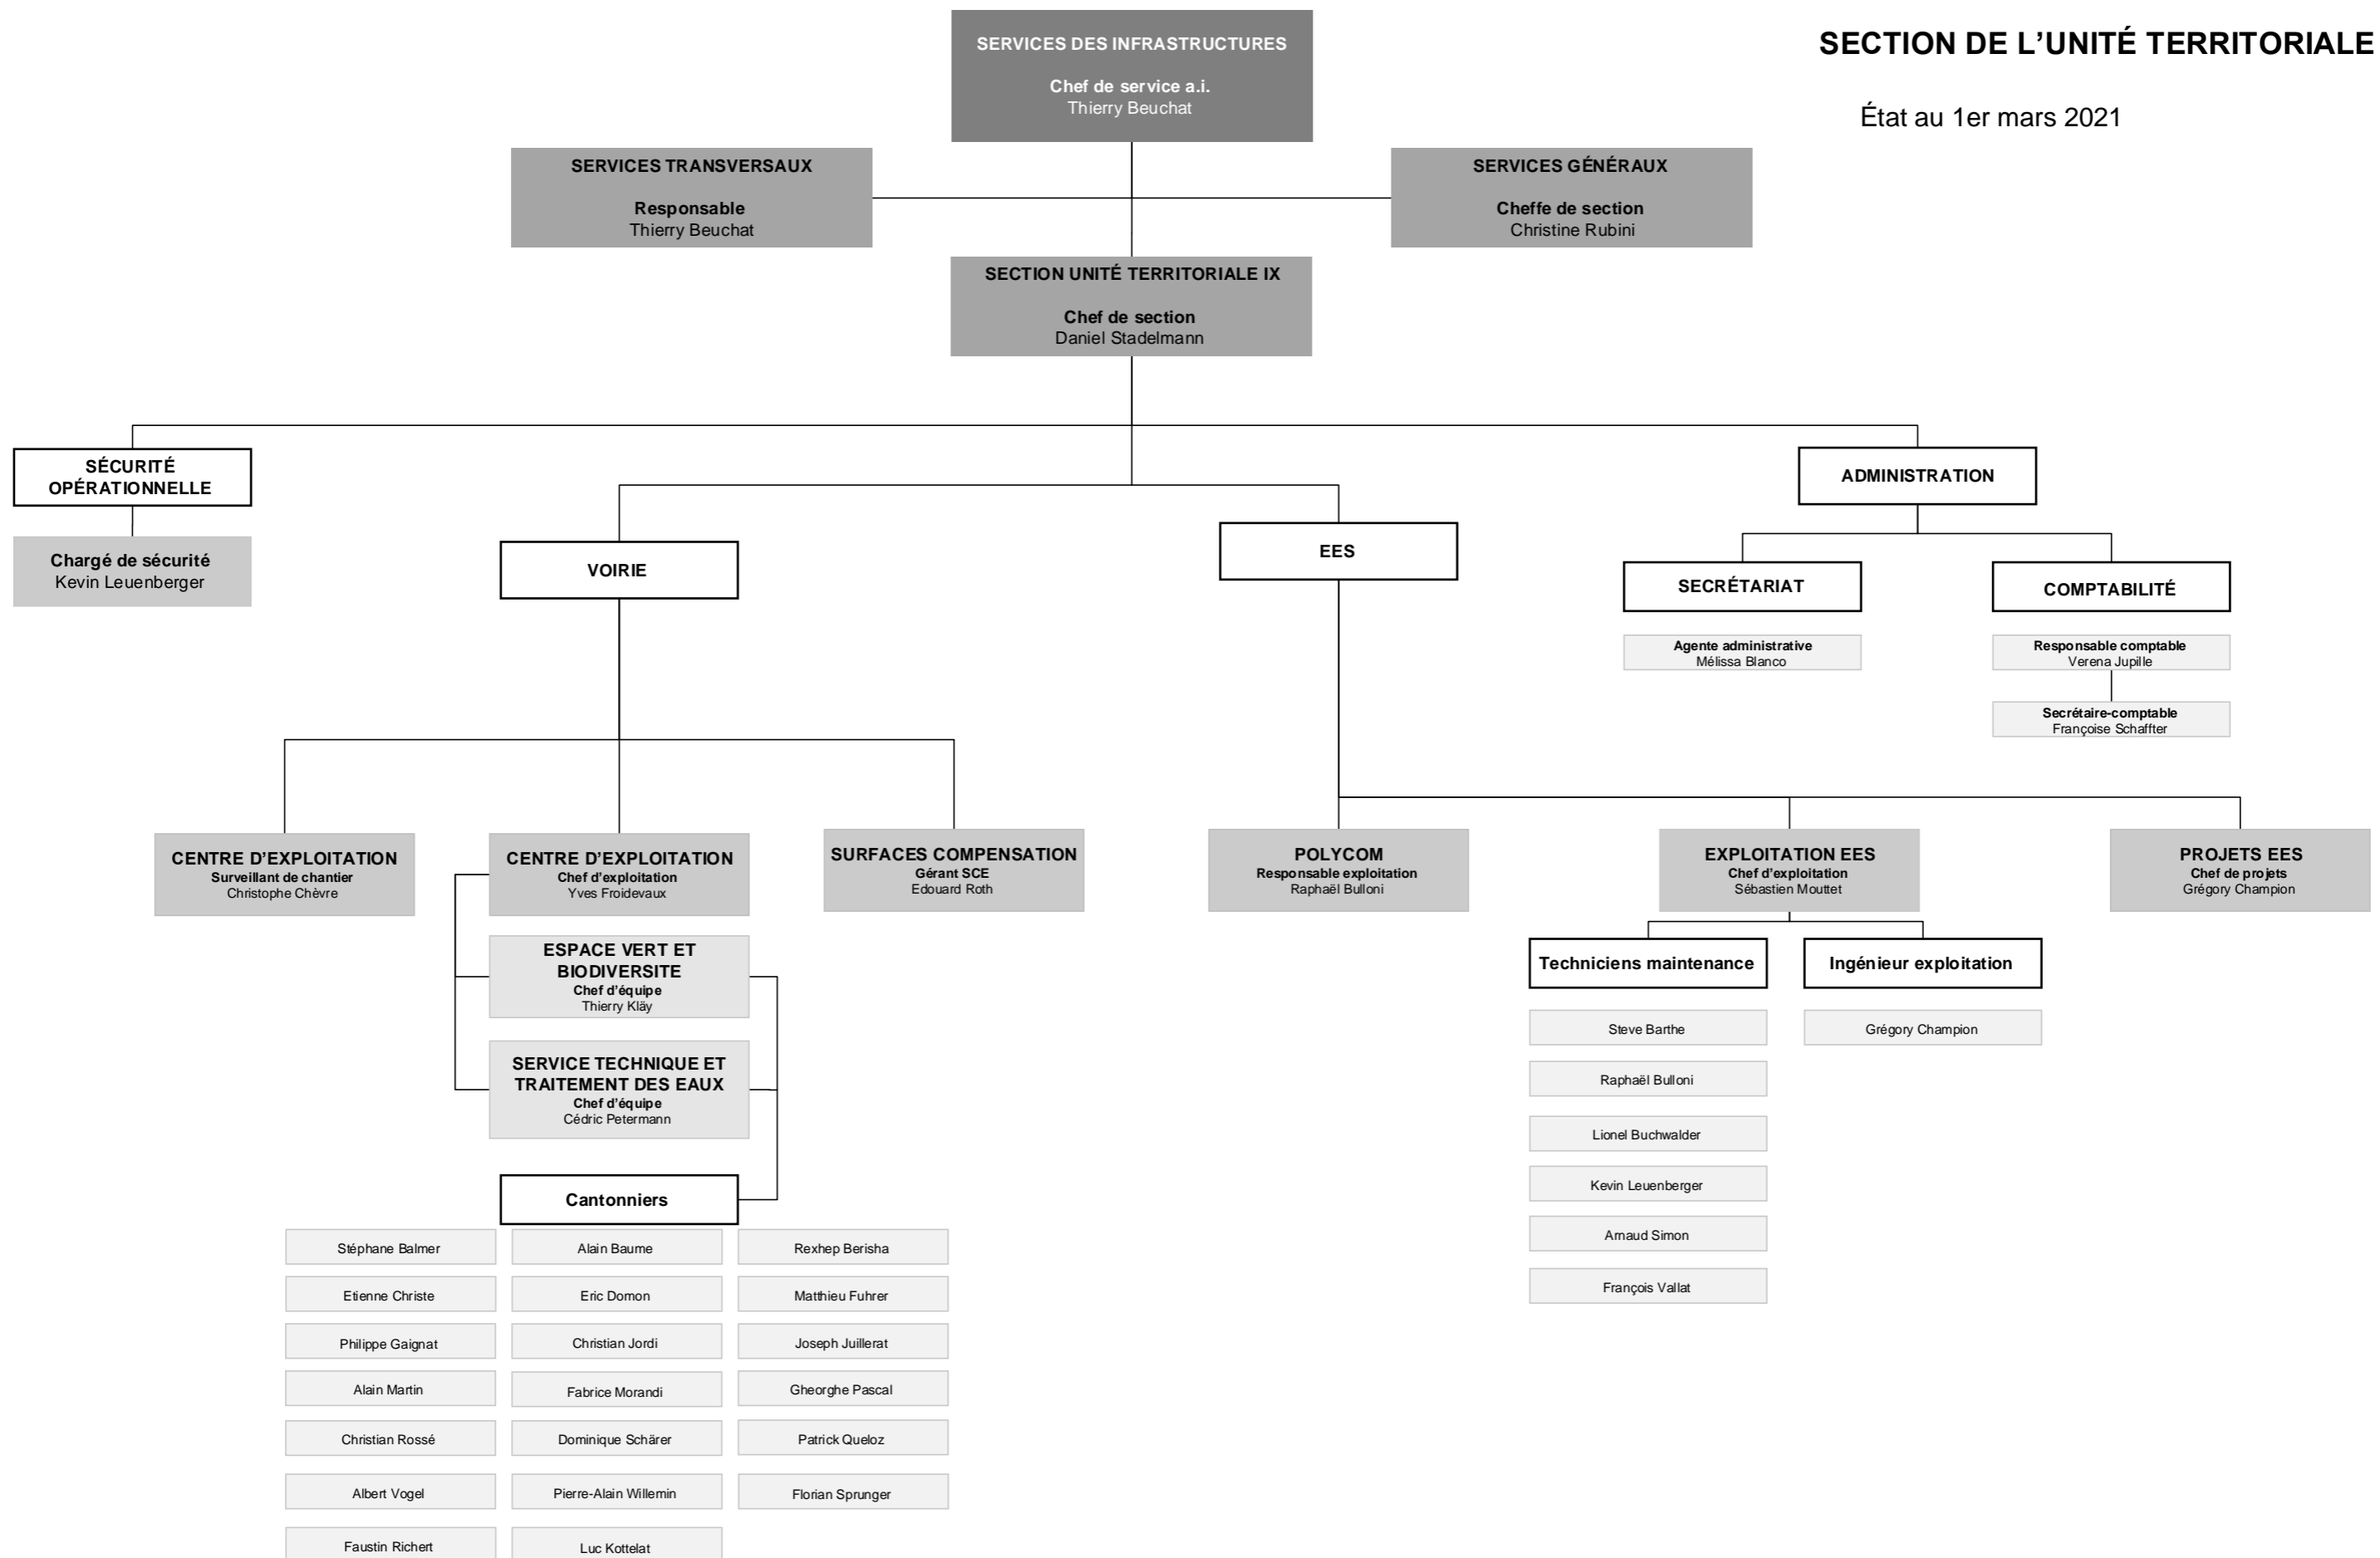 SECTION DE L'UNITÉ TERRITORIALE
État au 1er mars 2021
SERVICES DES INFRASTRUCTURES
Chef de service a.i.
Thierry Beuchat
SERVICES TRANSVERSAUX
Responsable
Thierry Beuchat
SERVICES GÉNÉRAUX
Cheffe de section
Christine Rubini
SECTION UNITÉ TERRITORIALE IX
Chef de section
Daniel Stadelmann
SÉCURITÉ
OPÉRATIONNELLE
Chargé de sécurité
Kevin Leuenberger
VOIRIE
EES
ADMINISTRATION
SECRÉTARIAT
Agente administrative
Mélissa Blanco
COMPTABILITÉ
Responsable comptable
Verena Jupille
Secrétaire-comptable
Françoise Schaffter
CENTRE D'EXPLOITATION
Surveillant de chantier
Christophe Chèvre
CENTRE D'EXPLOITATION
Chef d'exploitation
Yves Froidevaux
SURFACES COMPENSATION
Gérant SCE
Edouard Roth
ESPACE VERT ET
BIODIVERSITE
Chef d'équipe
Thierry Kläy
SERVICE TECHNIQUE ET
TRAITEMENT DES EAUX
Chef d'équipe
Cédric Petermann
Cantonniers
Stéphane Balmer
Alain Baume
Rexhep Berisha
Etienne Christe
Eric Domon
Matthieu Fuhrer
Philippe Gaignat
Christian Jordi
Joseph Juillerat
Alain Martin
Fabrice Morandi
Gheorghe Pascal
Christian Rossé
Dominique Schärer
Patrick Queloz
Albert Vogel
Pierre-Alain Willemin
Florian Sprunger
Faustin Richert
Luc Kottelat
POLYCOM
Responsable exploitation
Raphaël Bulloni
EXPLOITATION EES
Chef d'exploitation
Sébastien Mouttet
PROJETS EES
Chef de projets
Grégory Champion
Techniciens maintenance
Steve Barthe
Raphaël Bulloni
Lionel Buchwalder
Kevin Leuenberger
Arnaud Simon
François Vallat
Ingénieur exploitation
Grégory Champion